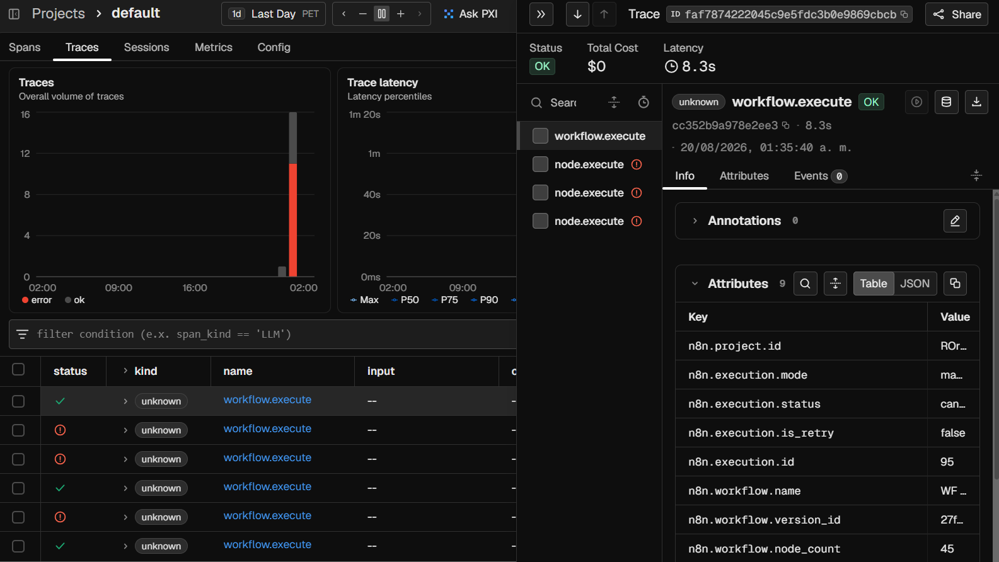 Projects > default
1d Last Day PET
Ask PXI
Spans Traces Sessions Metrics Config
Traces
Overall volume of traces
16
12
8
4
0
02:00 09:00 16:00 02:00
error ok
Trace latency
Latency percentiles
1m 20s
1m
40s
20s
0ms
02:00 09:00
Max P50 P75 P90
filter condition (e.x. span_kind == 'LLM')
status kind name input
unknown workflow.execute --
unknown workflow.execute --
unknown workflow.execute --
unknown workflow.execute --
unknown workflow.execute --
unknown workflow.execute --
Trace ID faf7874222045c9e5fdc3b0e9869cbcb Share
Status Total Cost Latency
OK $0 8.3s
Searc
workflow.execute
node.execute
node.execute
node.execute
unknown workflow.execute OK
cc352b9a978e2ee3 · 8.3s
· 20/08/2026, 01:35:40 a. m.
Info Attributes Events 0
Annotations 0
Attributes 9 Table JSON
Key Value
n8n.project.id ROr...
n8n.execution.mode ma...
n8n.execution.status can...
n8n.execution.is_retry false
n8n.execution.id 95
n8n.workflow.name WF ...
n8n.workflow.version_id 27f...
n8n.workflow.node_count 45